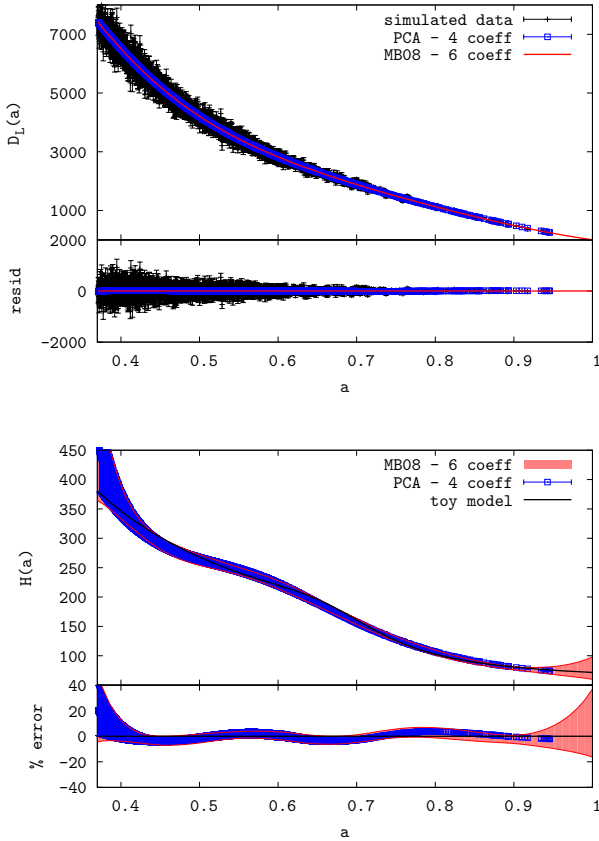 7000
5000
3000
1000
D_L(a)
simulated data
PCA - 4 coeff
MB08 - 6 coeff
2000
0
-2000
resid
0.4 0.5 0.6 0.7 0.8 0.9 1
a
450
400
350
300
250
200
150
100
H(a)
MB08 - 6 coeff
PCA - 4 coeff
toy model
40
20
0
-20
-40
% error
0.4 0.5 0.6 0.7 0.8 0.9 1
a